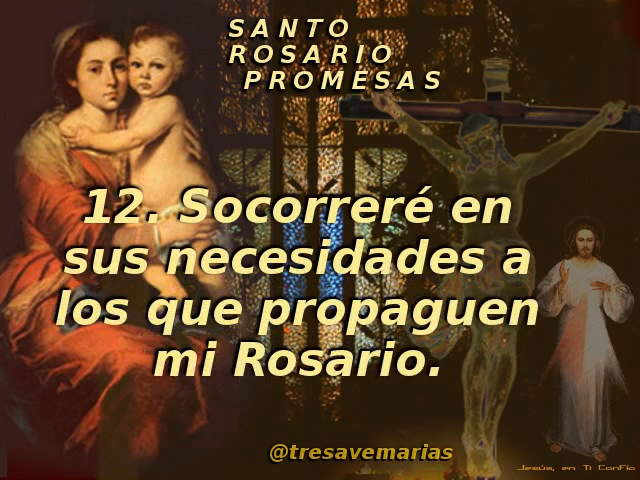 SANTO
ROSARIO
PROMESAS
12. Socorreré en
sus necesidades a
los que propaguen
mi Rosario.
@tresavemarias
Jesús, en Ti Confío